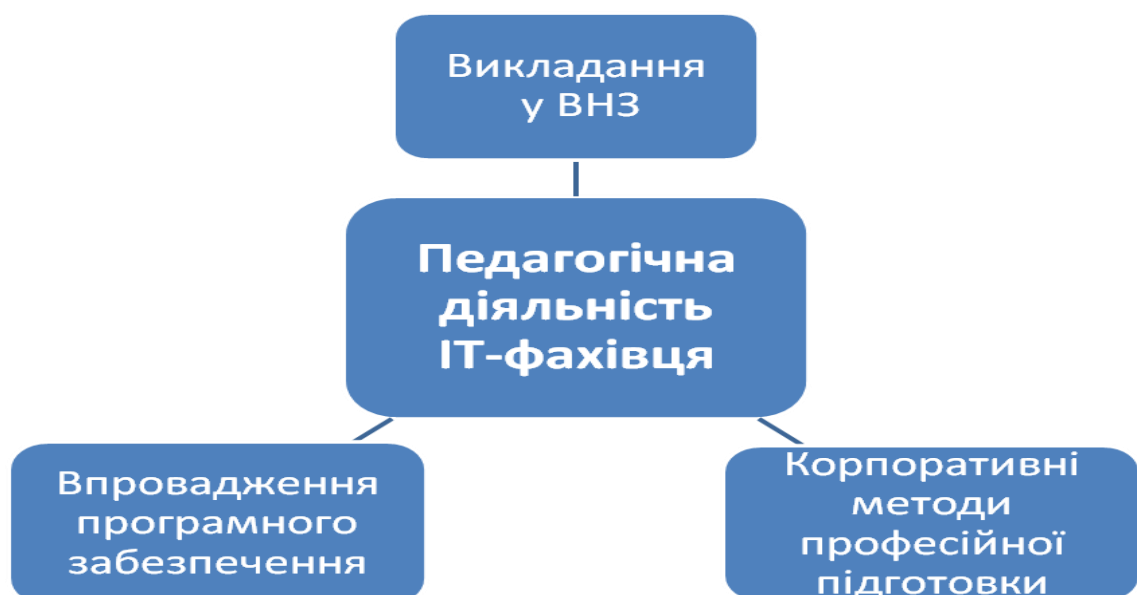 Викладання
у ВНЗ
Педагогічна
діяльність
ІТ-фахівця
Впровадження
програмного
забезпечення
Корпоративні
методи
професійної
підготовки